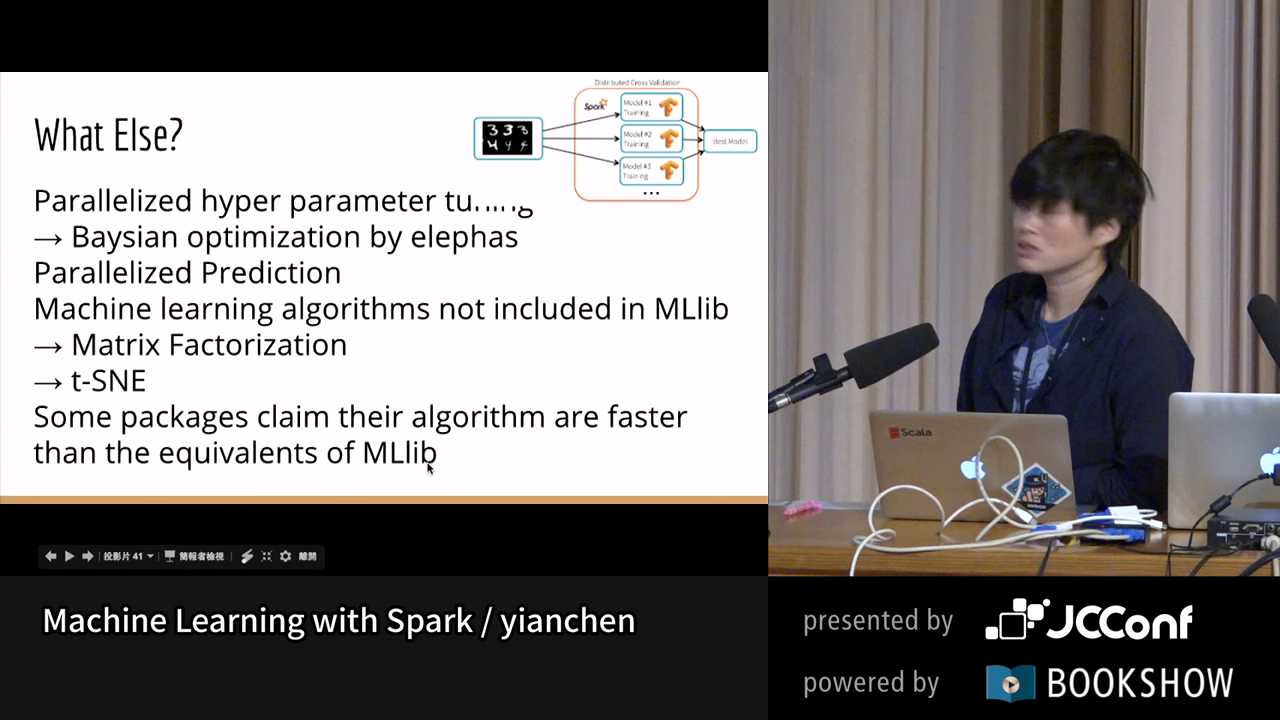 What Else?
Distributed Cross Validation
Spark
Model #1
Training
Model #2
Training
Model #3
Training
...
Best Model
333
444
Parallelized hyper parameter tuning
→ Baysian optimization by elephas
Parallelized Prediction
Machine learning algorithms not included in MLlib
→ Matrix Factorization
→ t-SNE
Some packages claim their algorithm are faster
than the equivalents of MLlib
投影片 41
簡報者檢視
離開
Scala
Machine Learning with Spark / yianchen
presented by JCConf
powered by BOOKSHOW